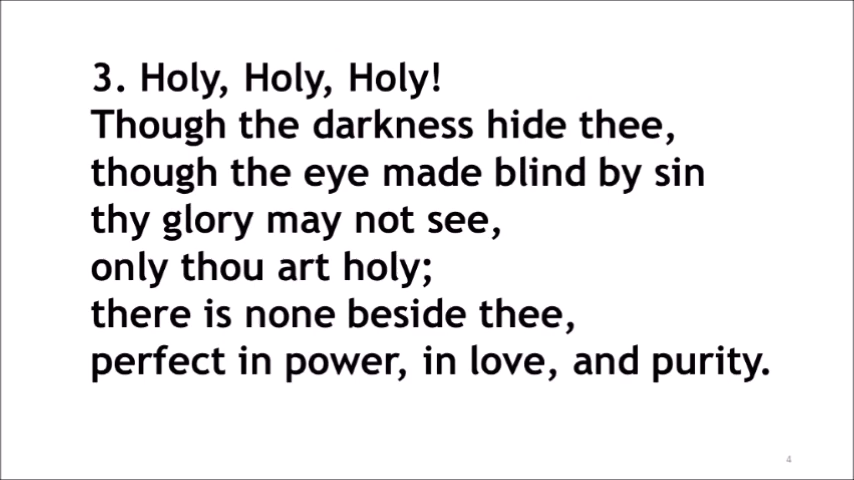 3. Holy, Holy, Holy!
Though the darkness hide thee,
though the eye made blind by sin
thy glory may not see,
only thou art holy;
there is none beside thee,
perfect in power, in love, and purity.
4